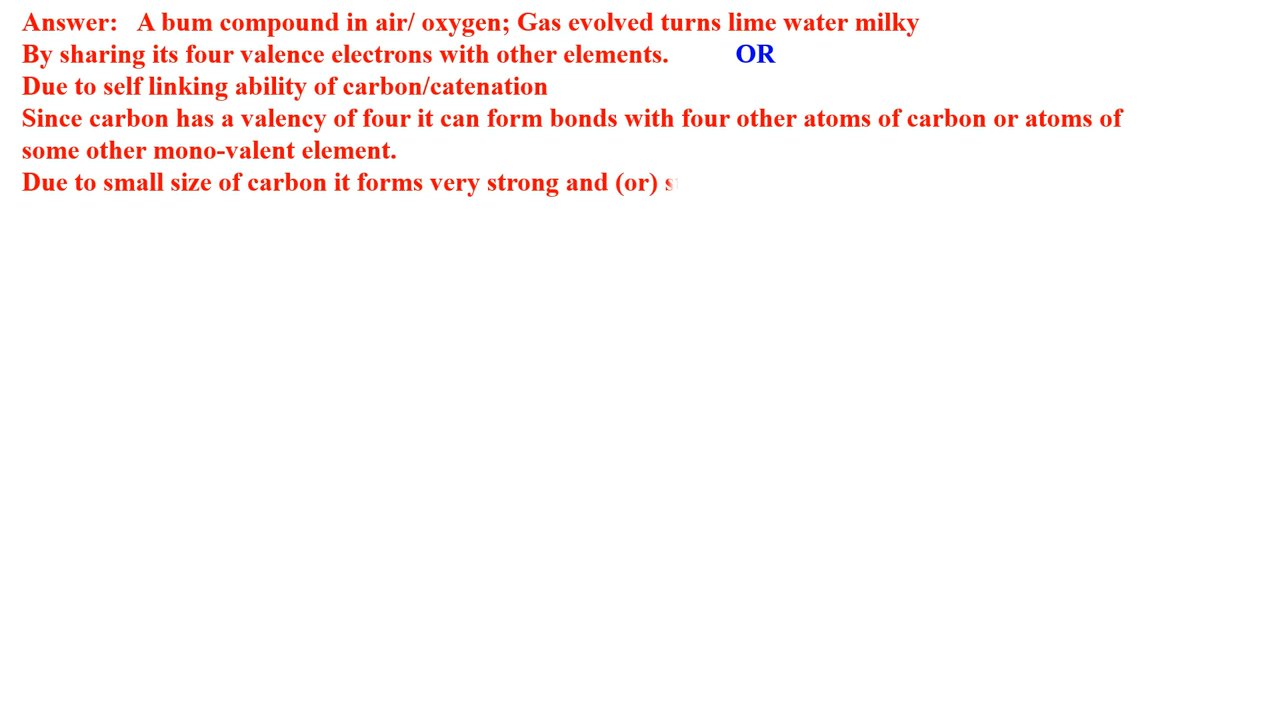 Answer: A bum compound in air/ oxygen; Gas evolved turns lime water milky
By sharing its four valence electrons with other elements. OR
Due to self linking ability of carbon/catenation
Since carbon has a valency of four it can form bonds with four other atoms of carbon or atoms of
some other mono-valent element.
Due to small size of carbon it forms very strong and (or)